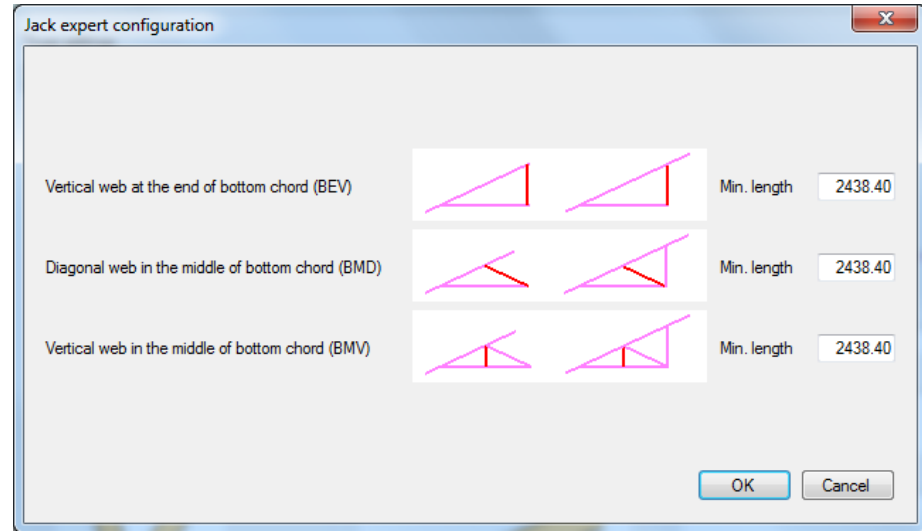 Jack expert configuration
Vertical web at the end of bottom chord (BEV) Min. length 2438.40
Diagonal web in the middle of bottom chord (BMD) Min. length 2438.40
Vertical web in the middle of bottom chord (BMV) Min. length 2438.40
OK Cancel